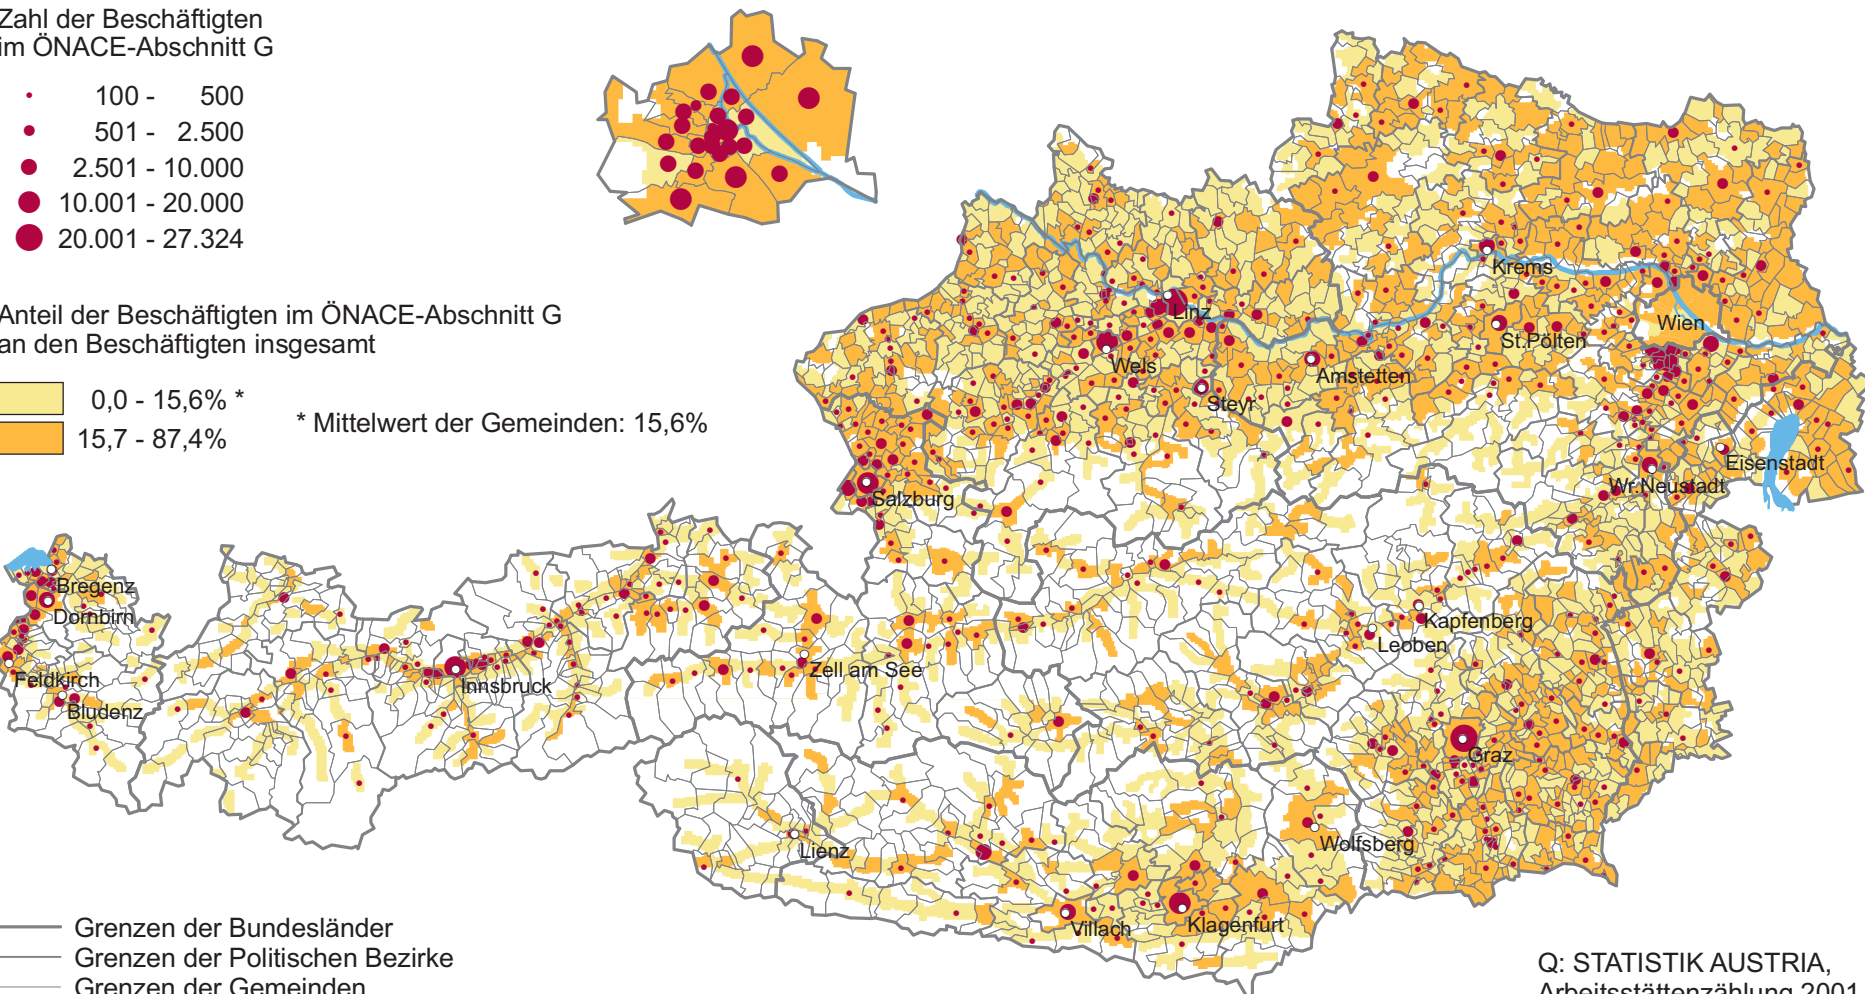 Zahl der Beschäftigten
im ÖNACE-Abschnitt G
100 - 500
501 - 2.500
2.501 - 10.000
10.001 - 20.000
20.001 - 27.324
Anteil der Beschäftigten im ÖNACE-Abschnitt G
an den Beschäftigten insgesamt
0,0 - 15,6% *
15,7 - 87,4%
* Mittelwert der Gemeinden: 15,6%
Krems
Linz
Wien
St.Pölten
Wels
Amstetten
Steyr
Eisenstadt
Wr.Neustadt
Salzburg
Bregenz
Dornbirn
Kapfenberg
Leoben
Zell am See
Feldkirch
Innsbruck
Bludenz
Graz
Wolfsberg
Lienz
Villach
Klagenfurt
Grenzen der Bundesländer
Grenzen der Politischen Bezirke
Grenzen der Gemeinden
Q: STATISTIK AUSTRIA,
Arbeitsstättenzählung 2001